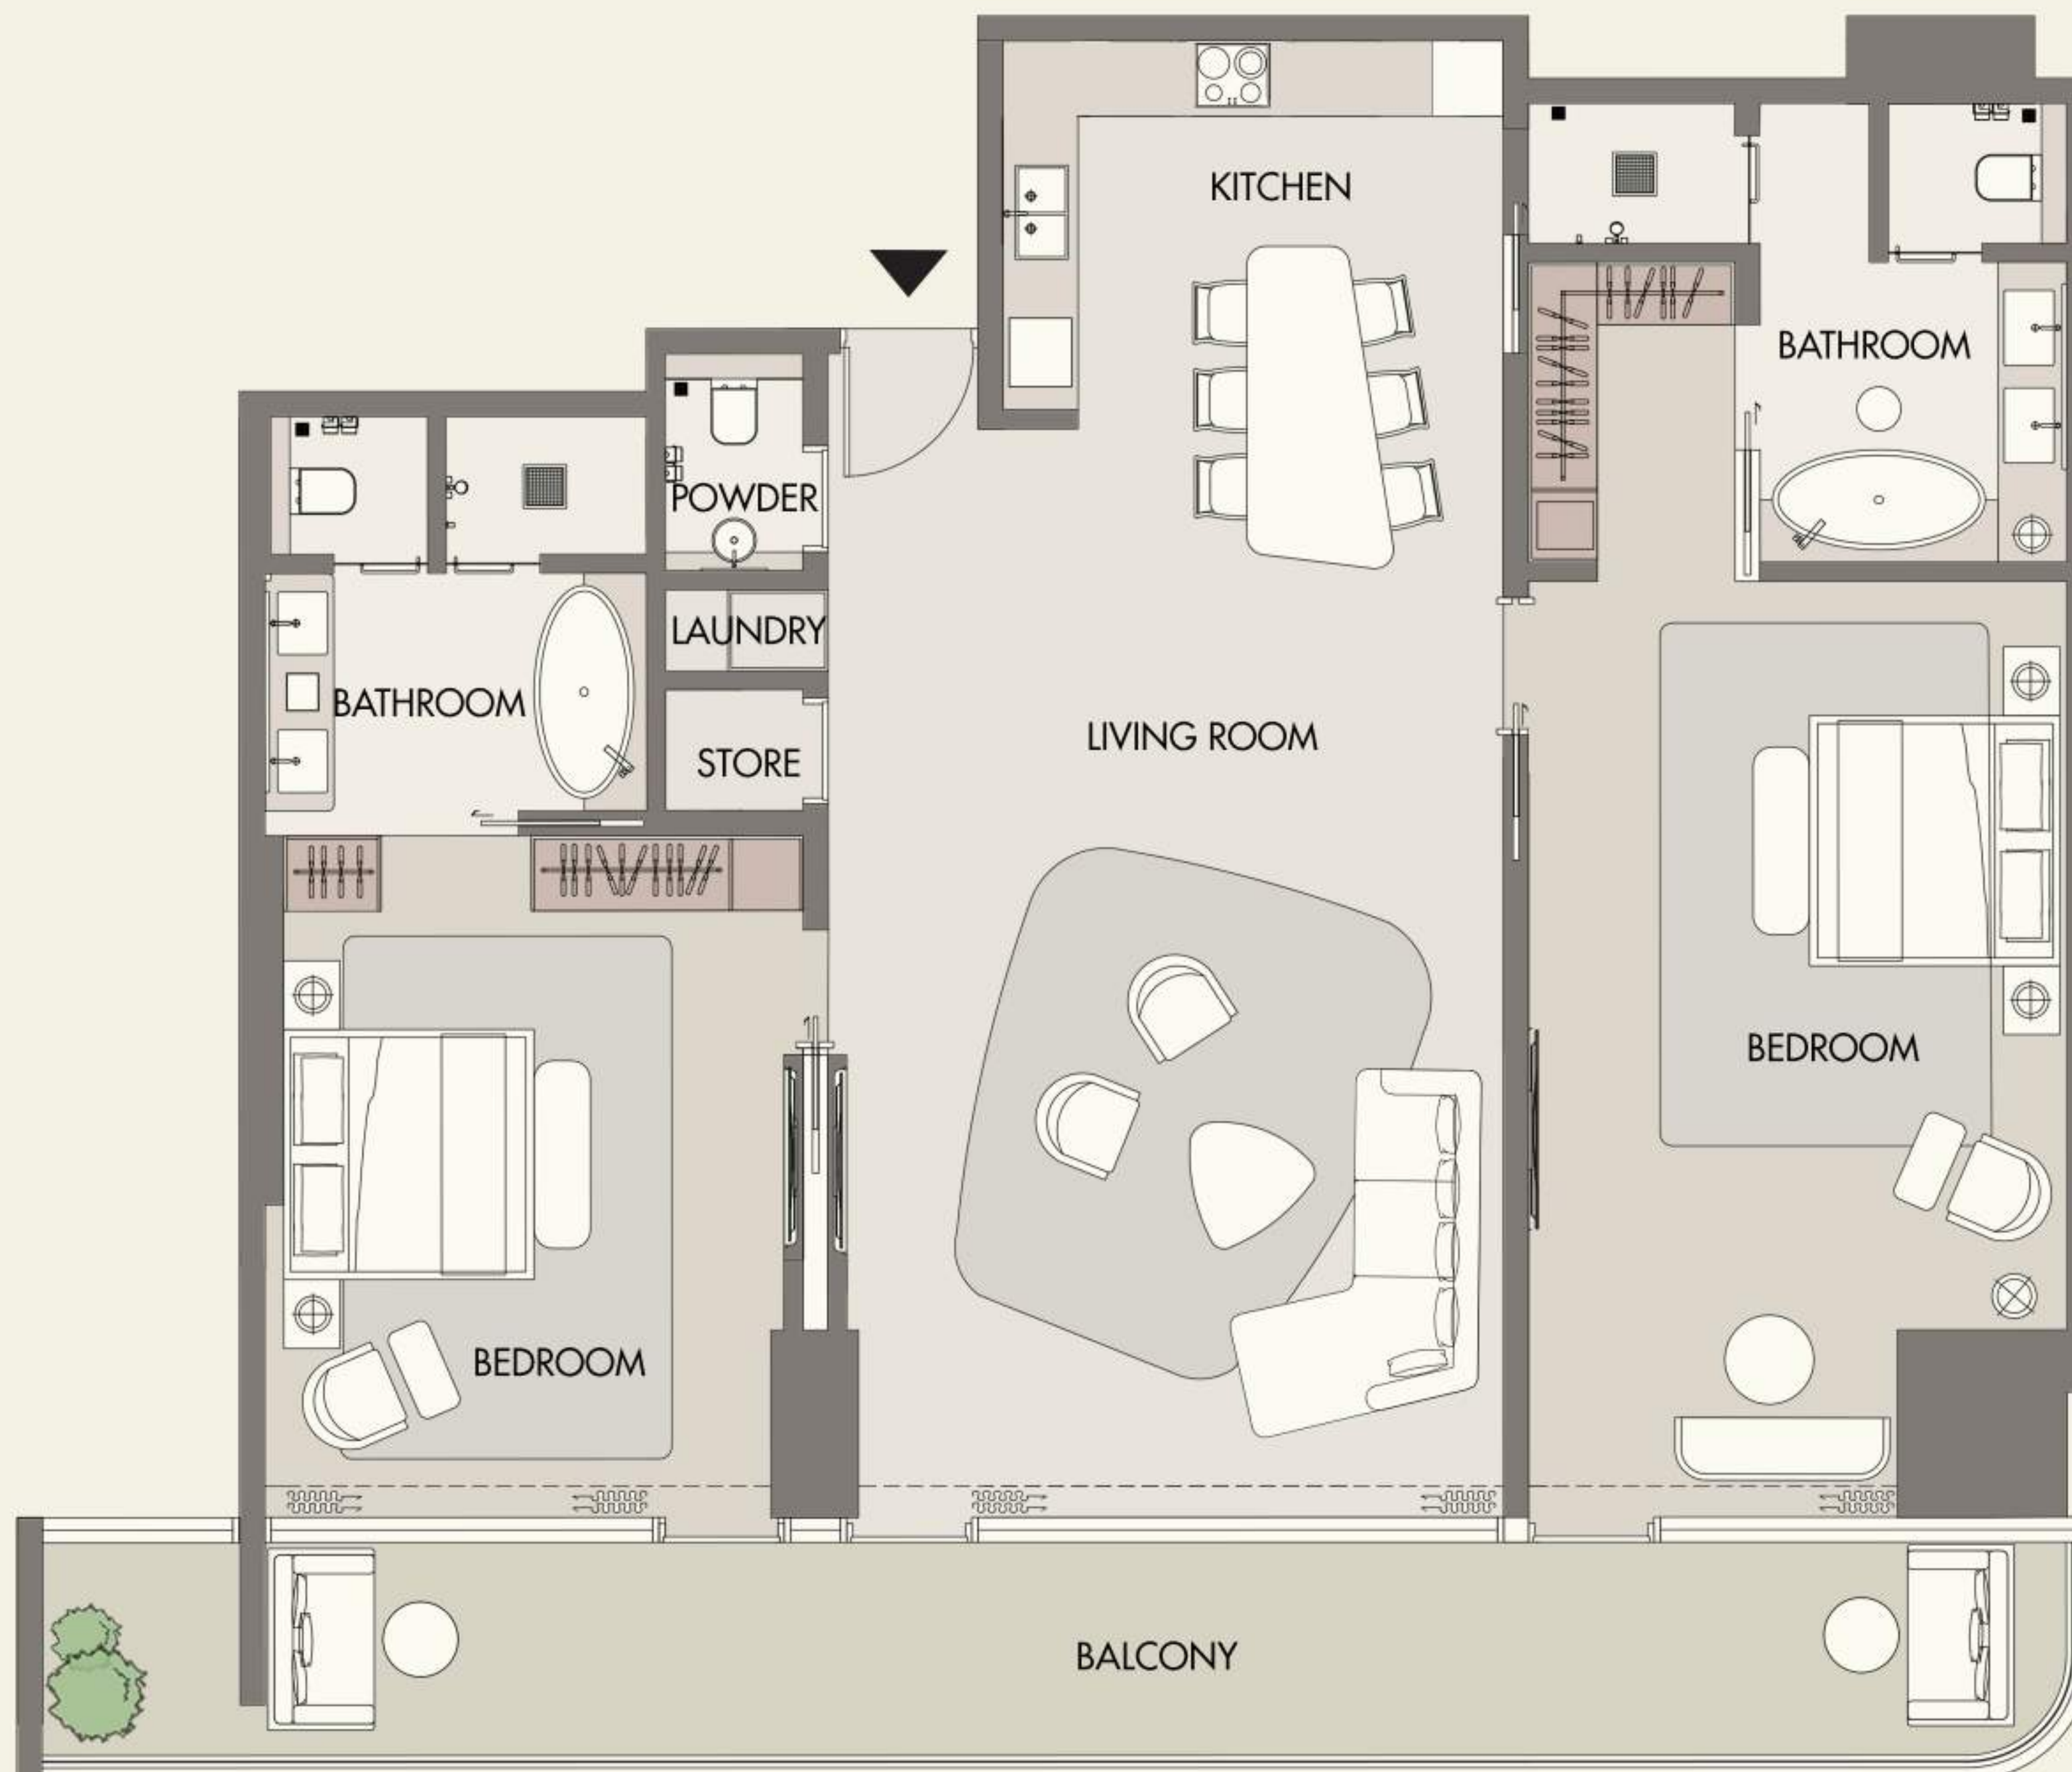 KITCHEN
BATHROOM
POWDER
LAUNDRY
BATHROOM
LIVING ROOM
STORE
BEDROOM
BEDROOM
BALCONY